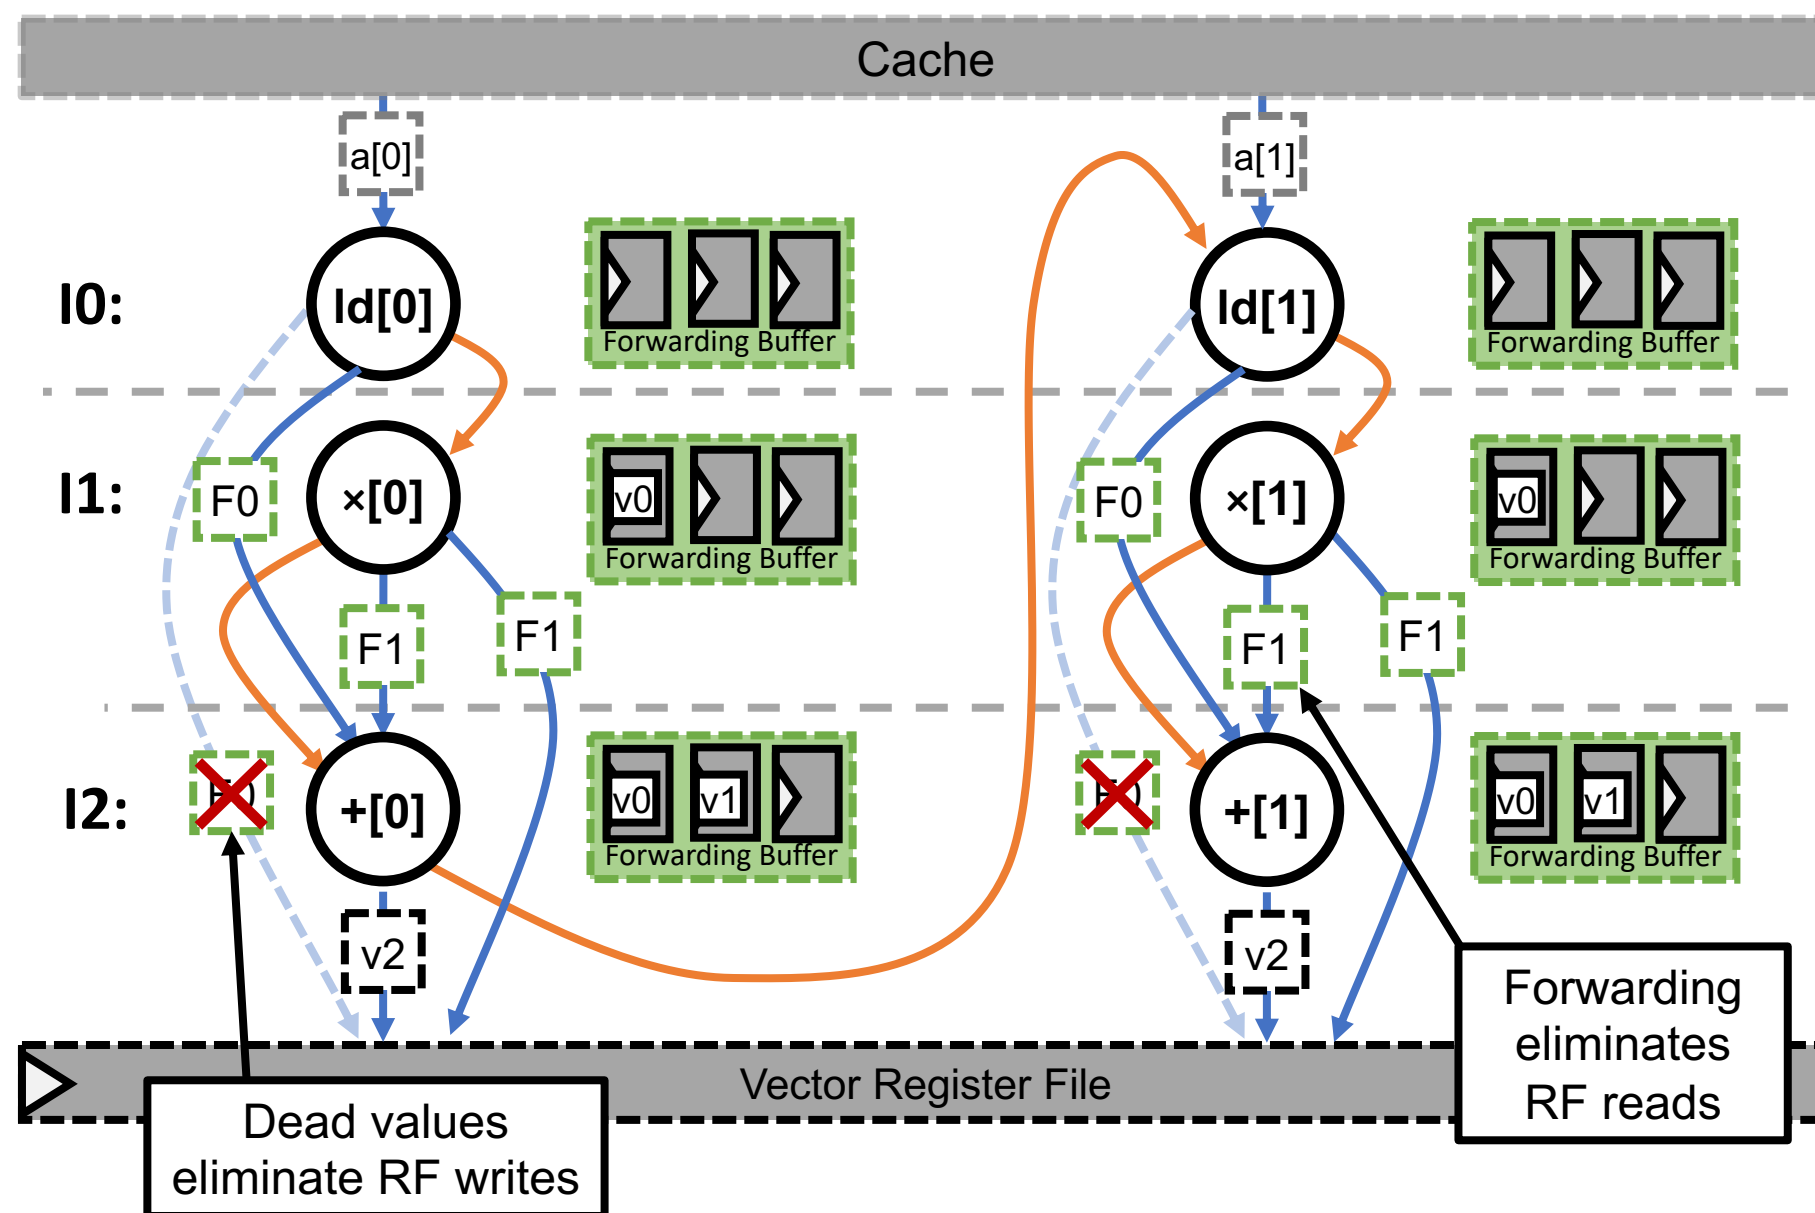 Cache
a[0]
a[1]
I0:
ld[0]
Forwarding Buffer
ld[1]
Forwarding Buffer
I1:
F0
×[0]
v0
Forwarding Buffer
F0
×[1]
v0
Forwarding Buffer
F1
F1
F1
F1
I2:
+[0]
v0
v1
Forwarding Buffer
+[1]
v0
v1
Forwarding Buffer
v2
v2
Forwarding
eliminates
RF reads
Vector Register File
Dead values
eliminate RF writes